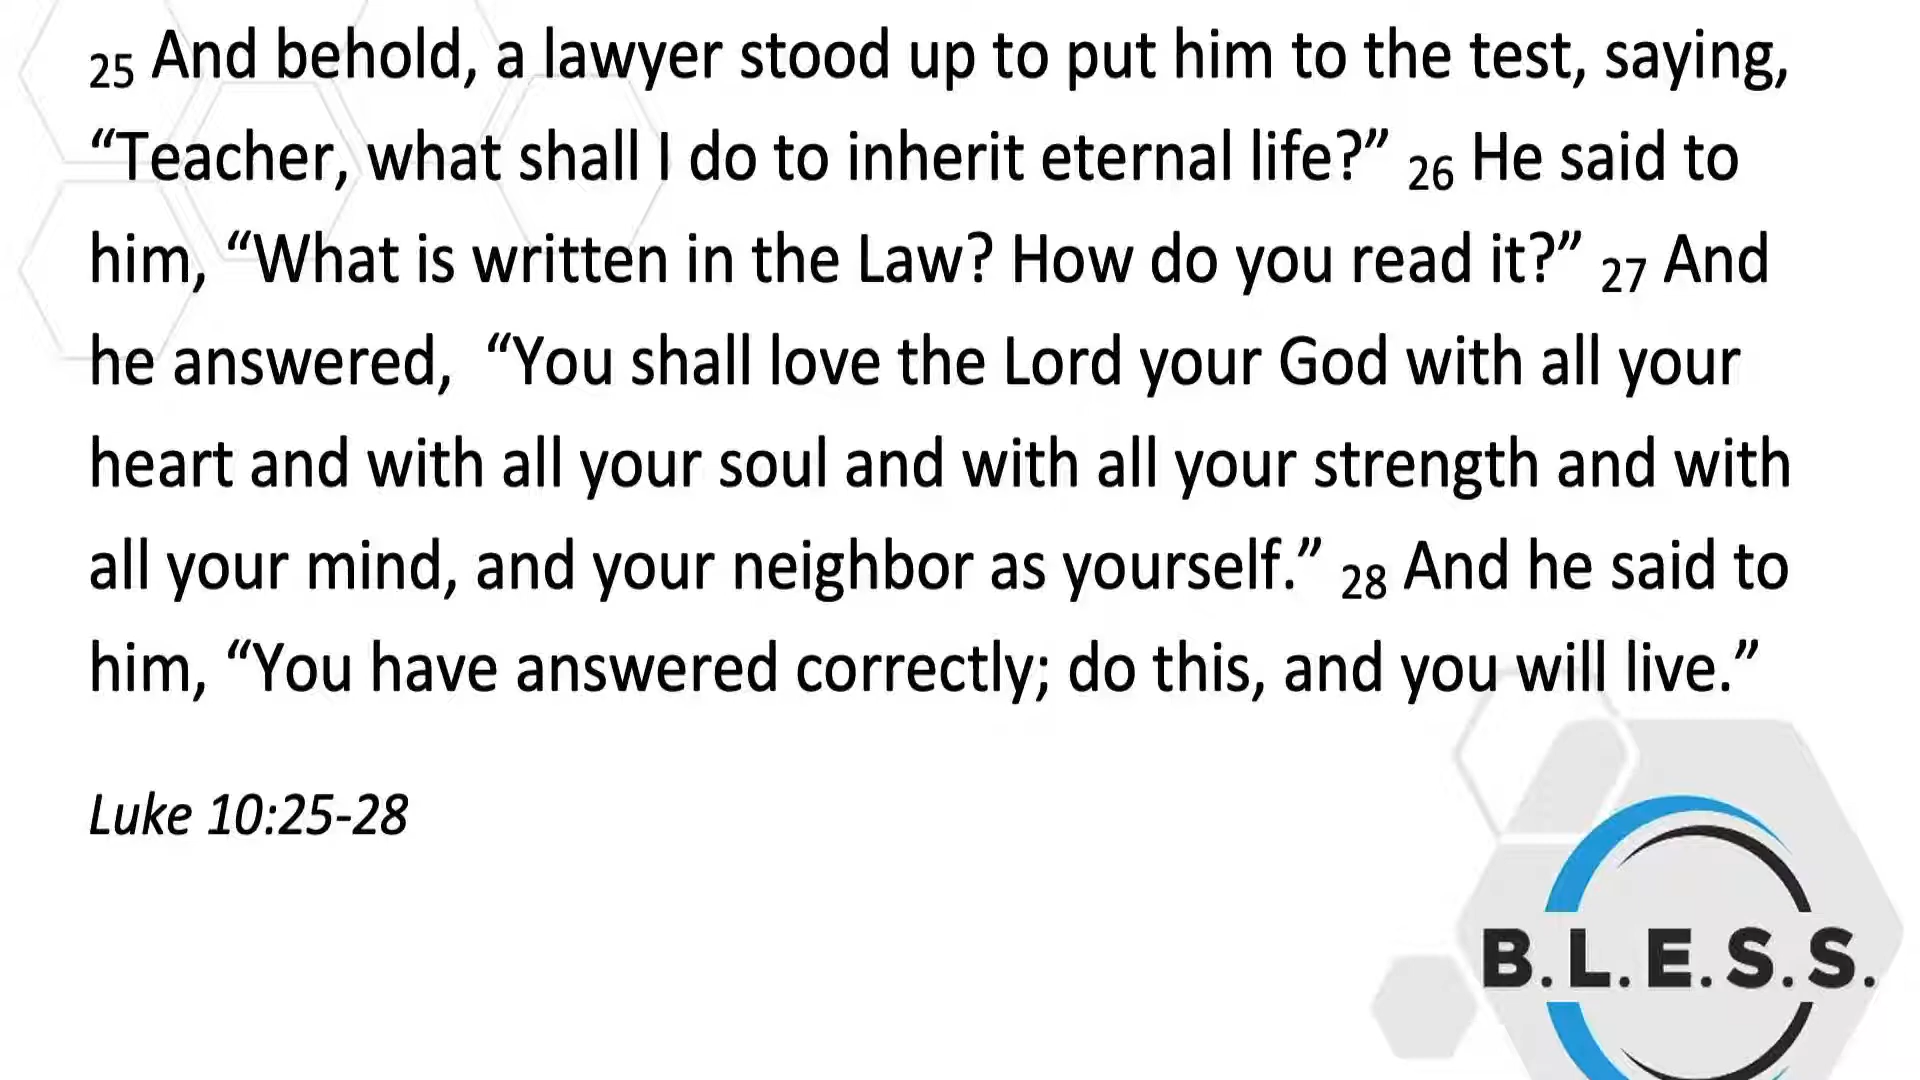 25 And behold, a lawyer stood up to put him to the test, saying,
“Teacher, what shall I do to inherit eternal life?” 26 He said to
him, “What is written in the Law? How do you read it?” 27 And
he answered,  “You shall love the Lord your God with all your
heart and with all your soul and with all your strength and with
all your mind, and your neighbor as yourself.” 28 And he said to
him, “You have answered correctly; do this, and you will live.”
Luke 10:25-28
B.L.E.S.S.